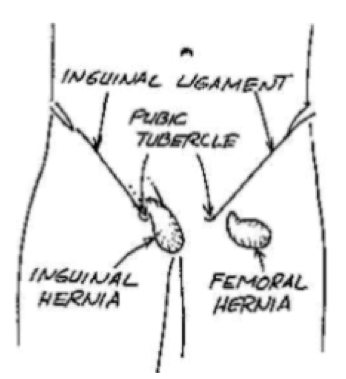 INGUINAL LIGAMENT
PUBIC
TUBERCLE
INGUINAL
HERNIA
FEMORAL
HERNIA